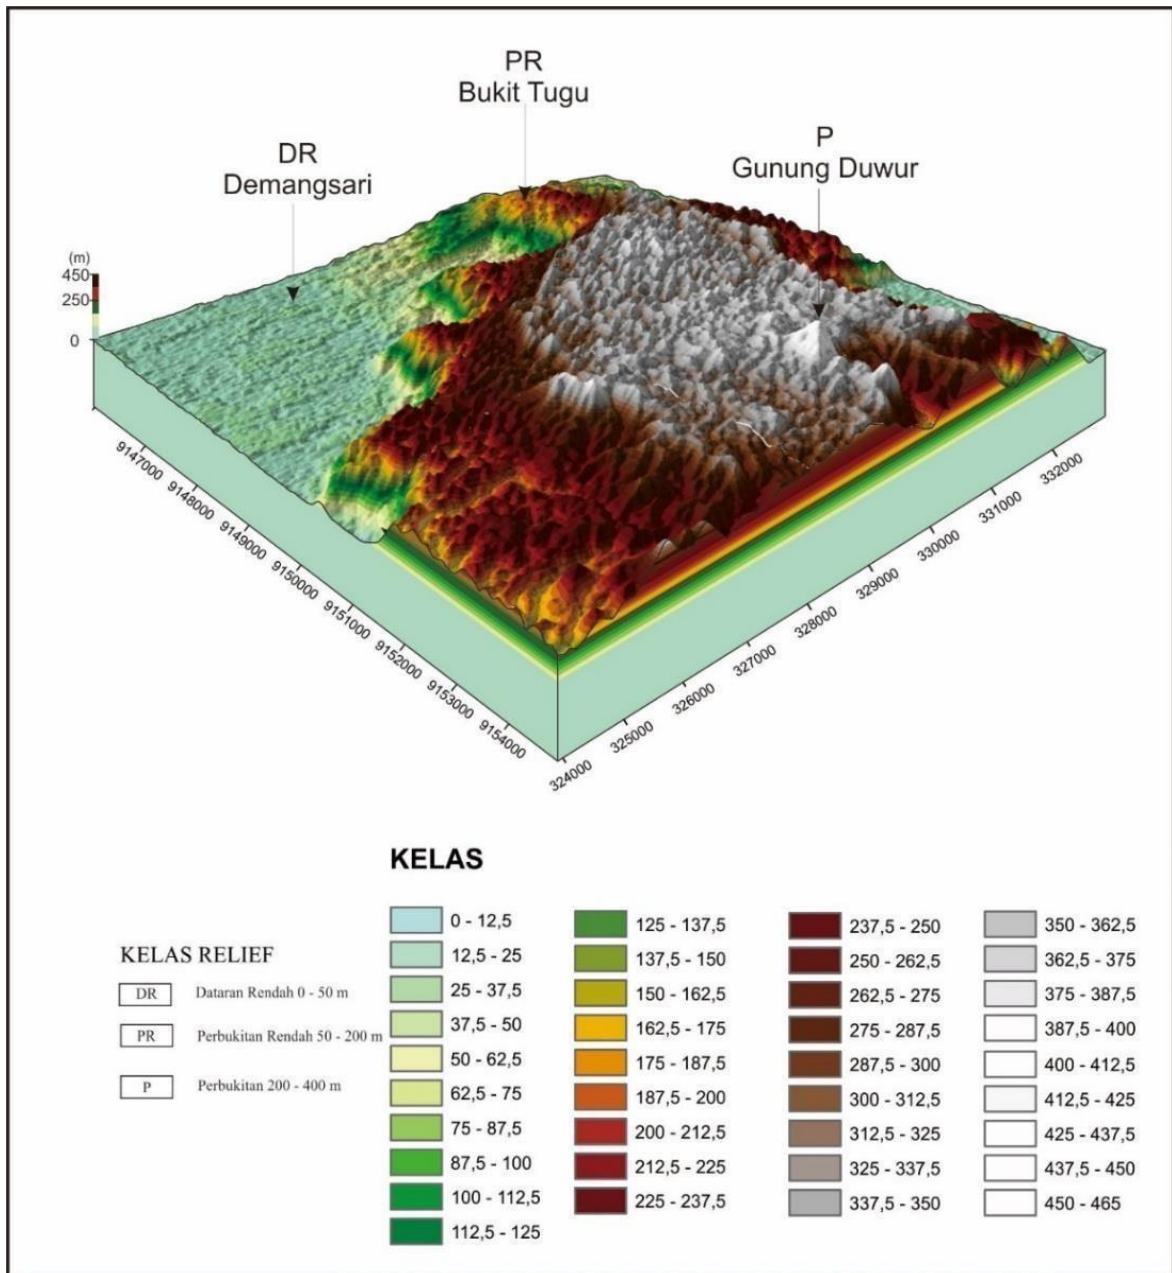 PR
Bukit Tugu
P
Gunung Duwur
DR
Demangsari
(m)
450
250
0
9147000
9148000
9149000
9150000
9151000
9152000
9153000
9154000
324000
325000
326000
327000
328000
329000
330000
331000
332000
KELAS
KELAS RELIEF
DR Dataran Rendah 0 - 50 m
PR Perbukitan Rendah 50 - 200 m
P Perbukitan 200 - 400 m
0 - 12,5
12,5 - 25
25 - 37,5
37,5 - 50
50 - 62,5
62,5 - 75
75 - 87,5
87,5 - 100
100 - 112,5
112,5 - 125
125 - 137,5
137,5 - 150
150 - 162,5
162,5 - 175
175 - 187,5
187,5 - 200
200 - 212,5
212,5 - 225
225 - 237,5
237,5 - 250
250 - 262,5
262,5 - 275
275 - 287,5
287,5 - 300
300 - 312,5
312,5 - 325
325 - 337,5
337,5 - 350
350 - 362,5
362,5 - 375
375 - 387,5
387,5 - 400
400 - 412,5
412,5 - 425
425 - 437,5
437,5 - 450
450 - 465